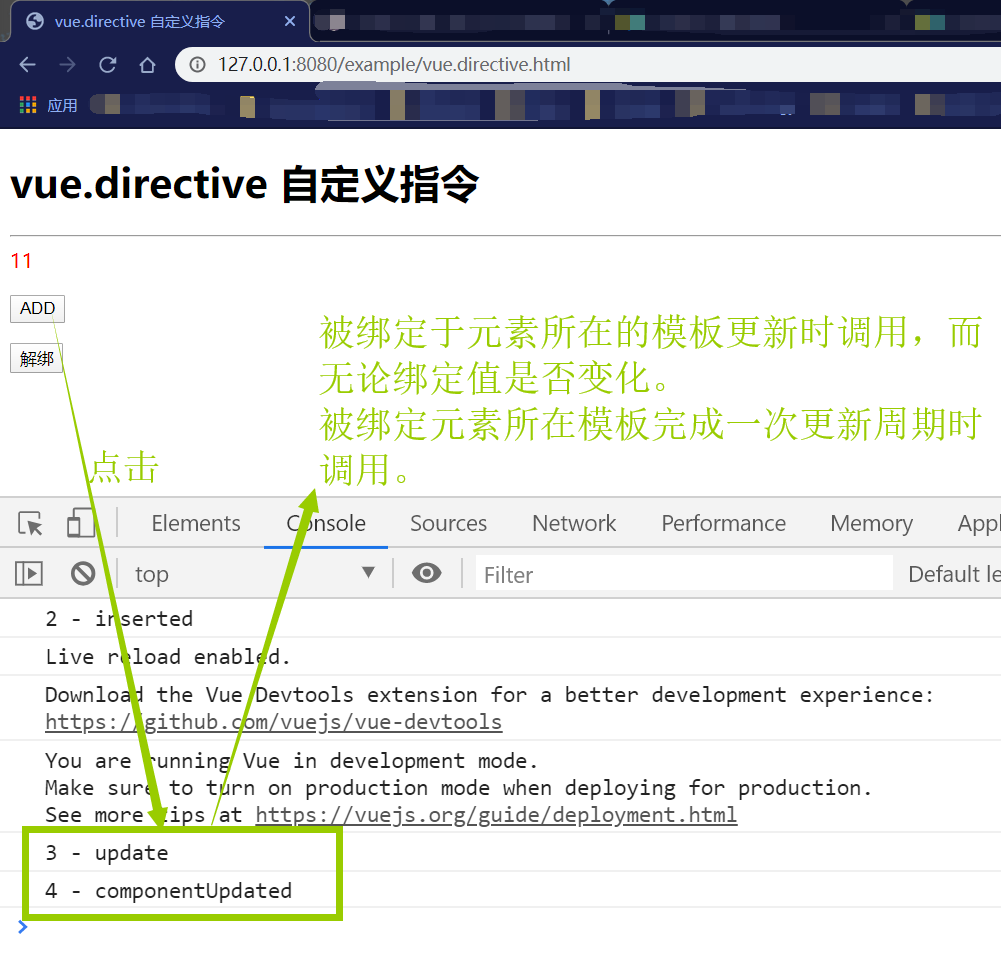 vue.directive 自定义指令
127.0.0.1:8080/example/vue.directive.html
应用
vue.directive 自定义指令
11
ADD
解绑
被绑定于元素所在的模板更新时调用，而
无论绑定值是否变化。
被绑定元素所在模板完成一次更新周期时
调用。
点击
Elements Console Sources Network Performance Memory Appl
top Filter Default le
2 - inserted
Live reload enabled.
Download the Vue Devtools extension for a better development experience:
https://github.com/vuejs/vue-devtools
You are running Vue in development mode.
Make sure to turn on production mode when deploying for production.
See more tips at https://vuejs.org/guide/deployment.html
3 - update
4 - componentUpdated